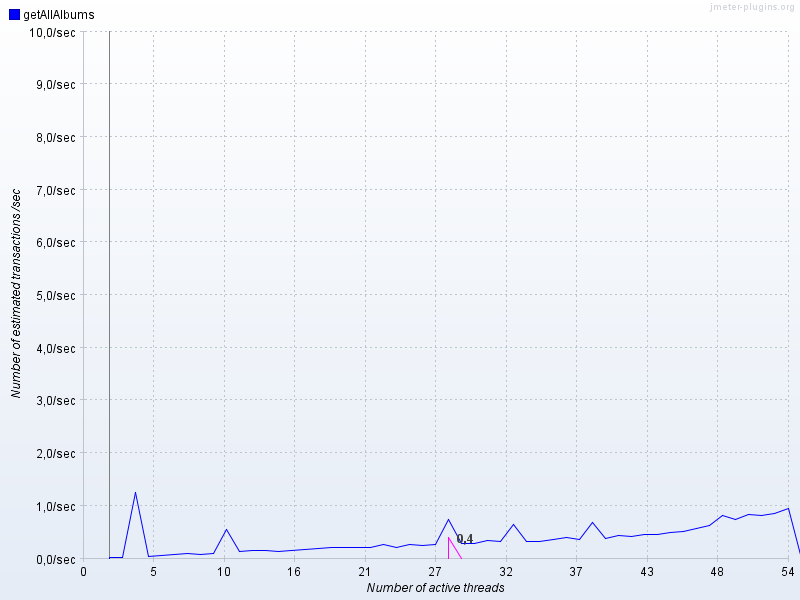 jmeter-plugins.org
getAllAlbums
10,0/sec
9,0/sec
8,0/sec
7,0/sec
6,0/sec
5,0/sec
4,0/sec
3,0/sec
2,0/sec
1,0/sec
0,0/sec
Number of estimated transactions /sec
0,4
0 5 10 16 21 27 32 37 43 48 54
Number of active threads